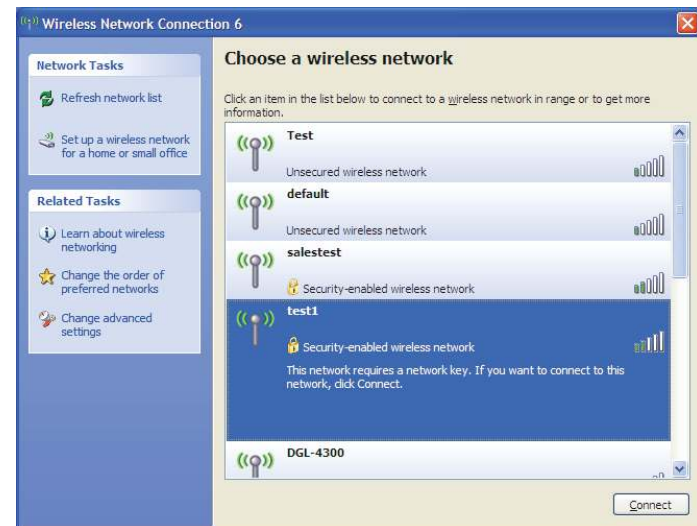 Wireless Network Connection 6
Network Tasks
Refresh network list
Set up a wireless network
for a home or small office
Related Tasks
Learn about wireless
networking
Change the order of
preferred networks
Change advanced
settings
Choose a wireless network
Click an item in the list below to connect to a wireless network in range or to get more
information.
Test
Unsecured wireless network
default
Unsecured wireless network
salestest
Security-enabled wireless network
test1
Security-enabled wireless network
This network requires a network key. If you want to connect to this
network, click Connect.
DGL-4300
Connect